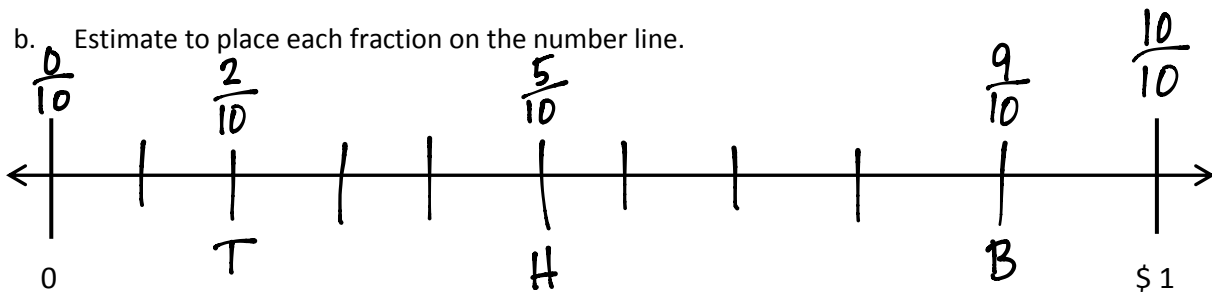 b. Estimate to place each fraction on the number line.
0/10 2/10 5/10 9/10 10/10
T H B
0 $ 1